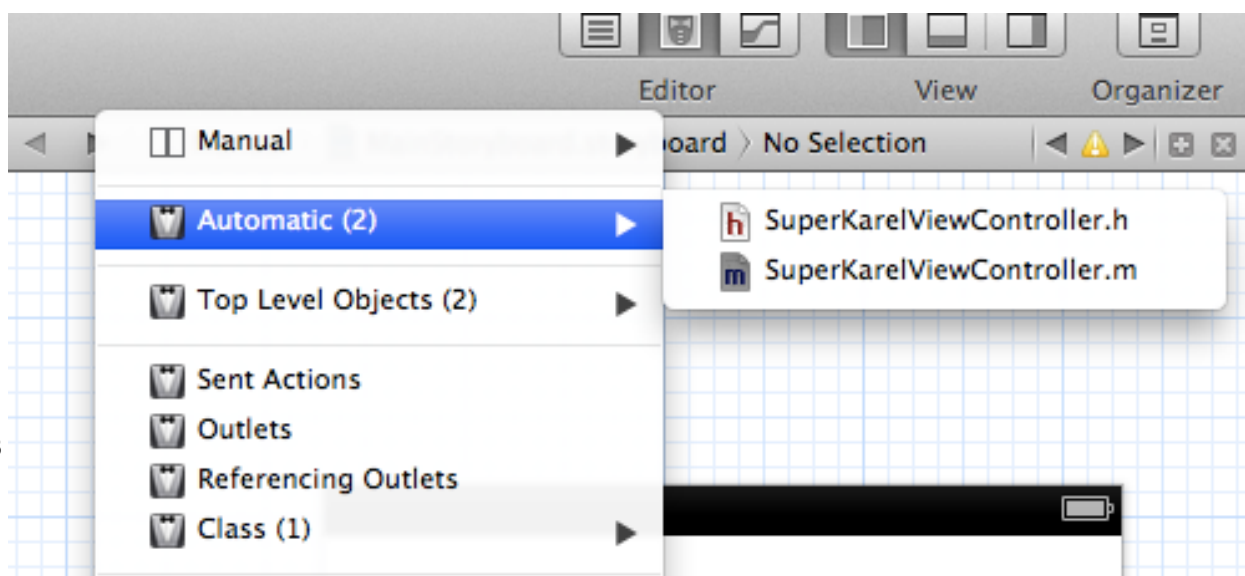 Editor View Organizer
Manual
oard 〉 No Selection
Automatic (2)
SuperKarelViewController.h
SuperKarelViewController.m
Top Level Objects (2)
Sent Actions
Outlets
Referencing Outlets
Class (1)